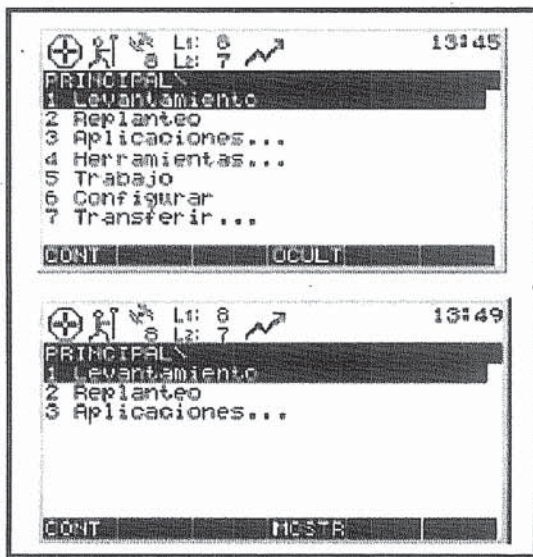 L1: 8 13:45
8 L2: 7
PRINCIPAL\
1 Levantamiento
2 Replanteo
3 Aplicaciones...
4 Herramientas...
5 Trabajo
6 Configurar
7 Transferir...
CONT OCULT
L1: 8 13:49
8 L2: 7
PRINCIPAL\
1 Levantamiento
2 Replanteo
3 Aplicaciones...
CONT MOSTR